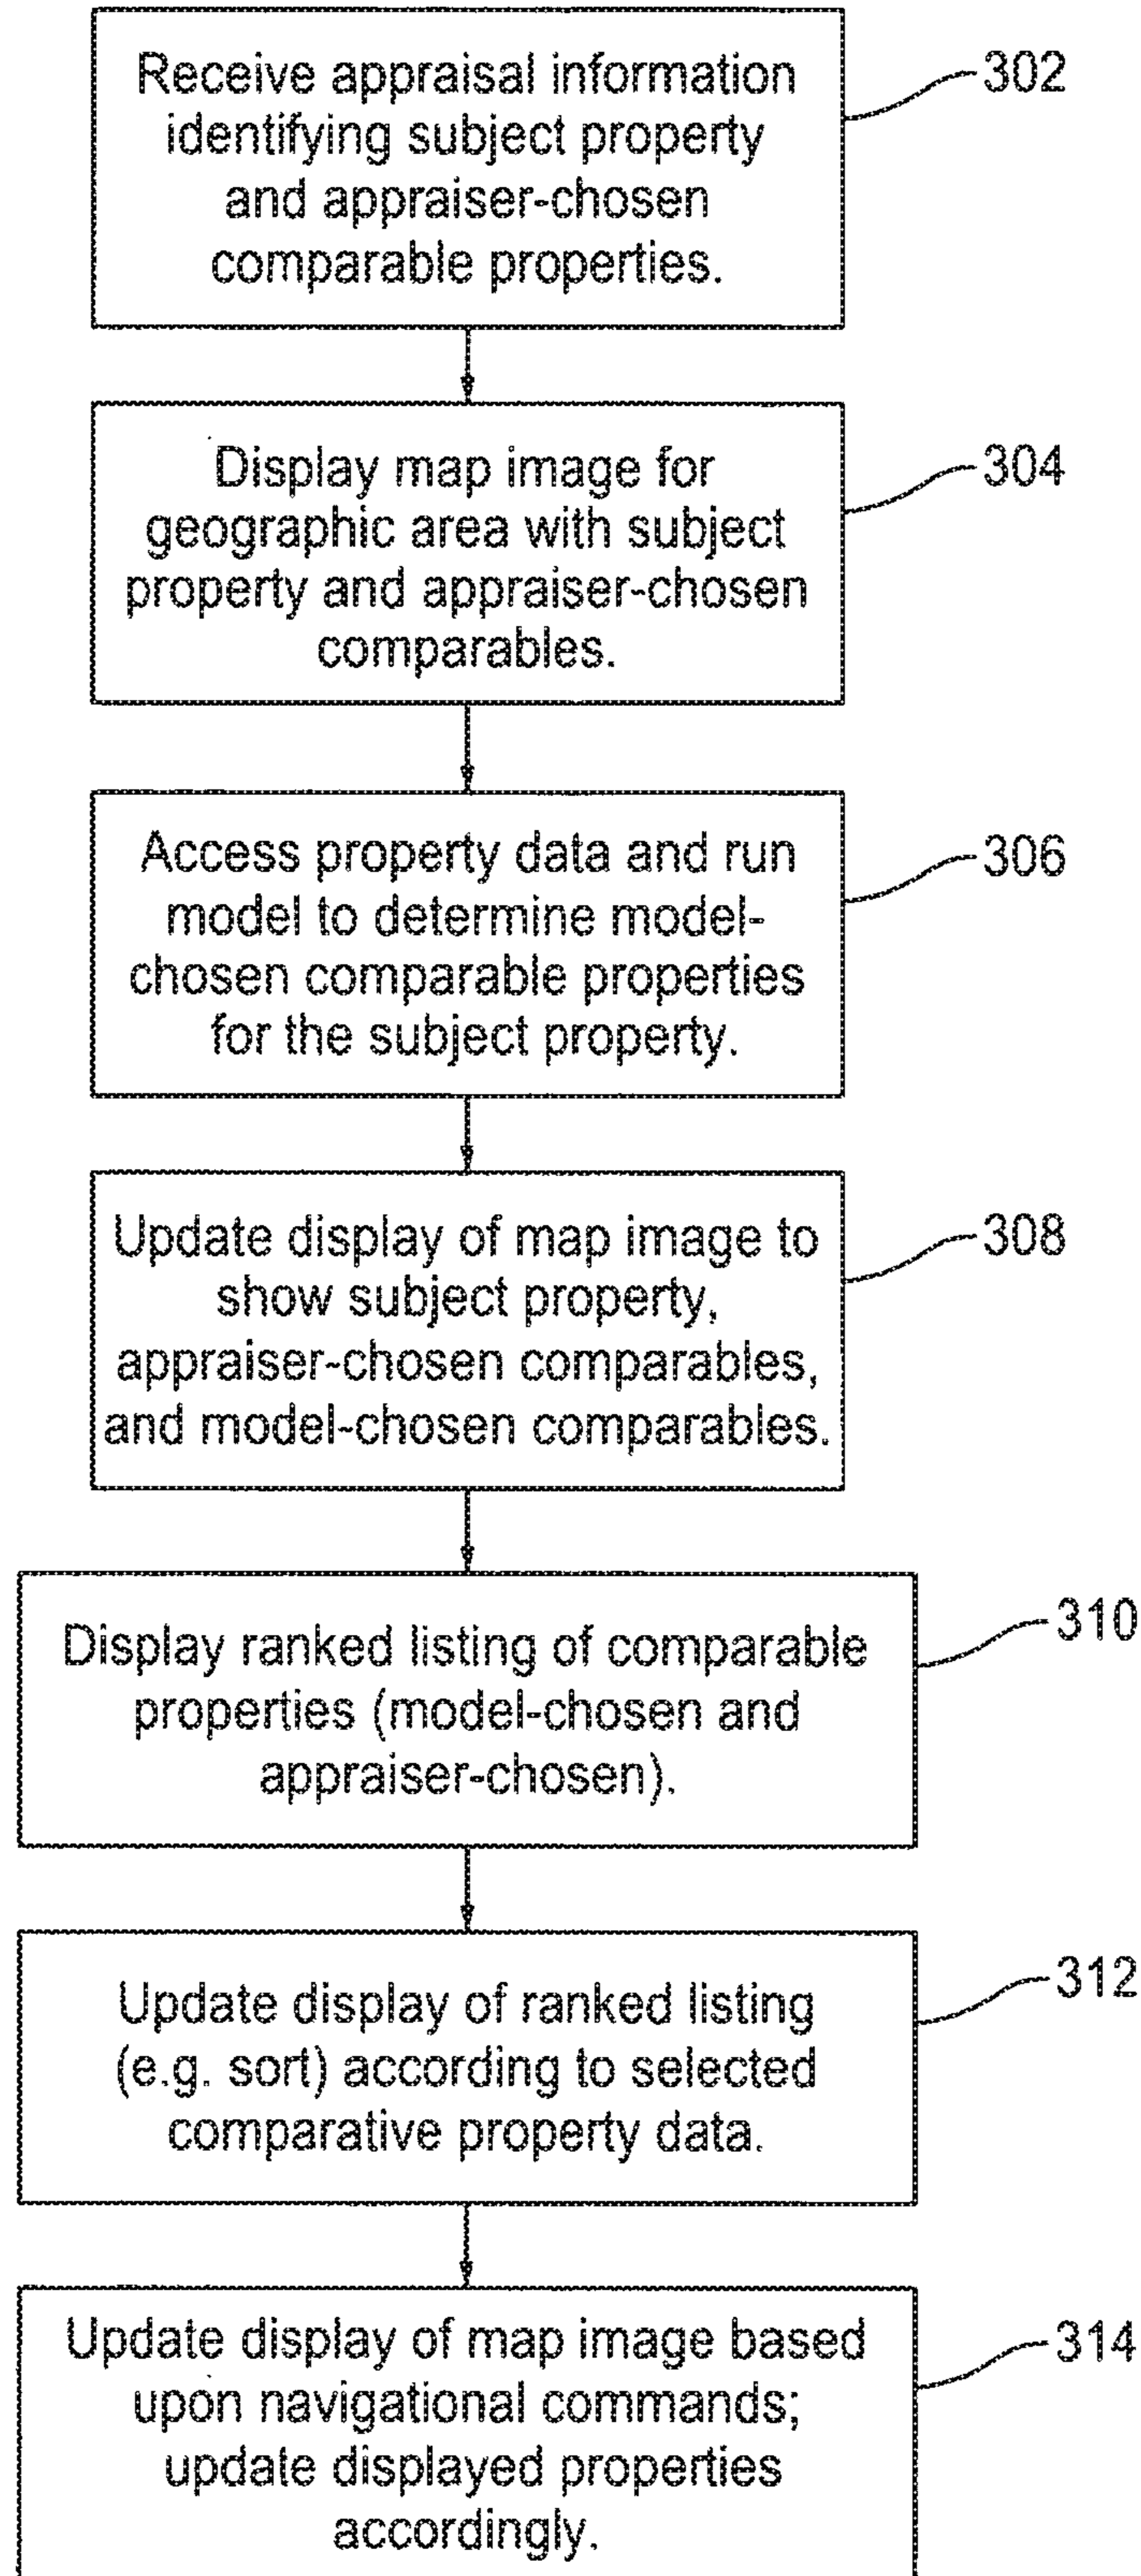 Receive appraisal information
identifying subject property
and appraiser-chosen
comparable properties.
302
Display map image for
geographic area with subject
property and appraiser-chosen
comparables.
304
Access property data and run
model to determine model-
chosen comparable properties
for the subject property.
306
Update display of map image to
show subject property,
appraiser-chosen comparables,
and model-chosen comparables.
308
Display ranked listing of comparable
properties (model-chosen and
appraiser-chosen).
310
Update display of ranked listing
(e.g. sort) according to selected
comparative property data.
312
Update display of map image based
upon navigational commands;
update displayed properties
accordingly.
314